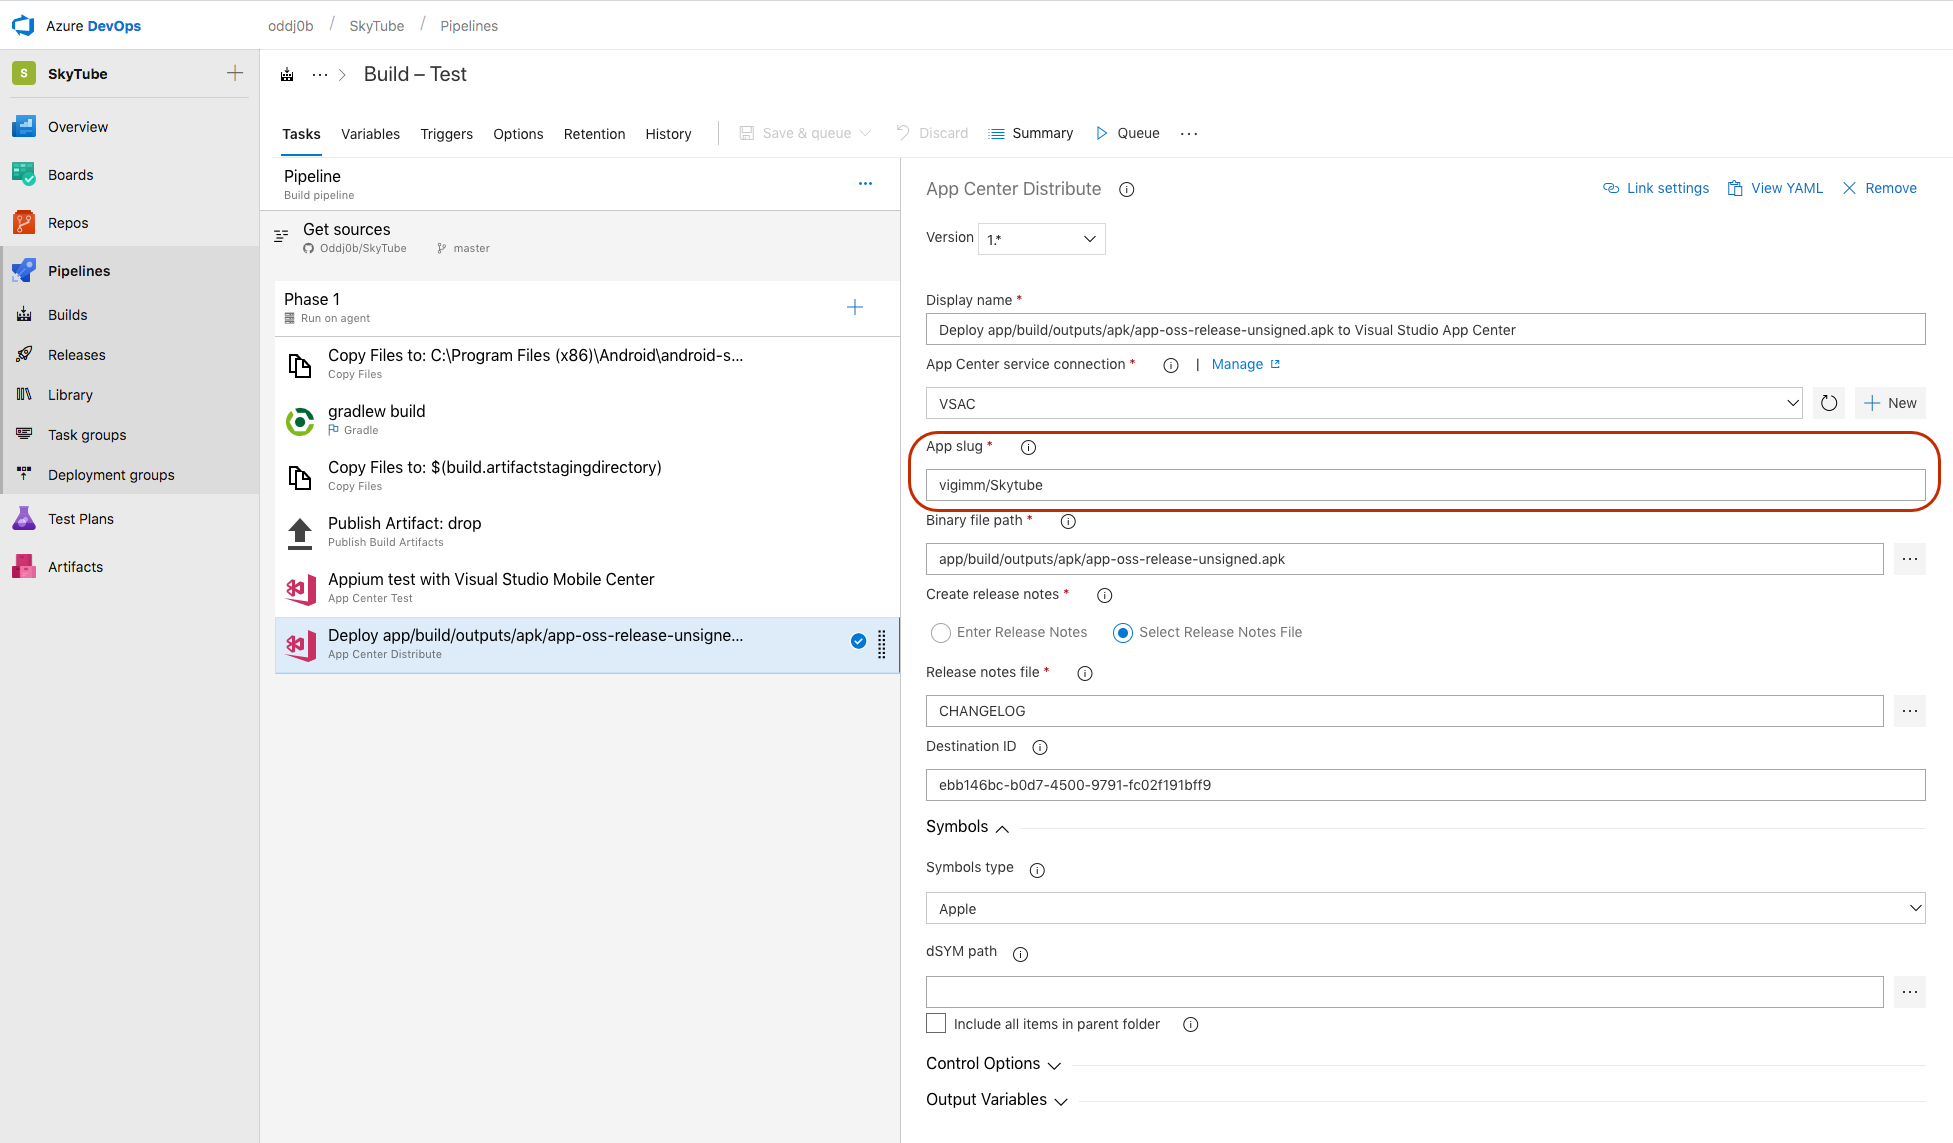 Azure DevOps
oddj0b / SkyTube / Pipelines
S SkyTube
Overview
Boards
Repos
Pipelines
Builds
Releases
Library
Task groups
Deployment groups
Test Plans
Artifacts
··· > Build – Test
Tasks Variables Triggers Options Retention History Save & queue Discard Summary Queue ···
Pipeline
Build pipeline
···
Get sources
Oddj0b/SkyTube master
Phase 1
Run on agent
Copy Files to: C:\Program Files (x86)\Android\android-s...
Copy Files
gradlew build
Gradle
Copy Files to: $(build.artifactstagingdirectory)
Copy Files
Publish Artifact: drop
Publish Build Artifacts
Appium test with Visual Studio Mobile Center
App Center Test
Deploy app/build/outputs/apk/app-oss-release-unsigne...
App Center Distribute
App Center Distribute
Link settings View YAML Remove
Version 1.*
Display name *
Deploy app/build/outputs/apk/app-oss-release-unsigned.apk to Visual Studio App Center
App Center service connection * | Manage
VSAC
New
App slug *
vigimm/Skytube
Binary file path *
app/build/outputs/apk/app-oss-release-unsigned.apk
···
Create release notes *
Enter Release Notes Select Release Notes File
Release notes file *
CHANGELOG
···
Destination ID
ebb146bc-b0d7-4500-9791-fc02f191bff9
Symbols
Symbols type
Apple
dSYM path
···
Include all items in parent folder
Control Options
Output Variables